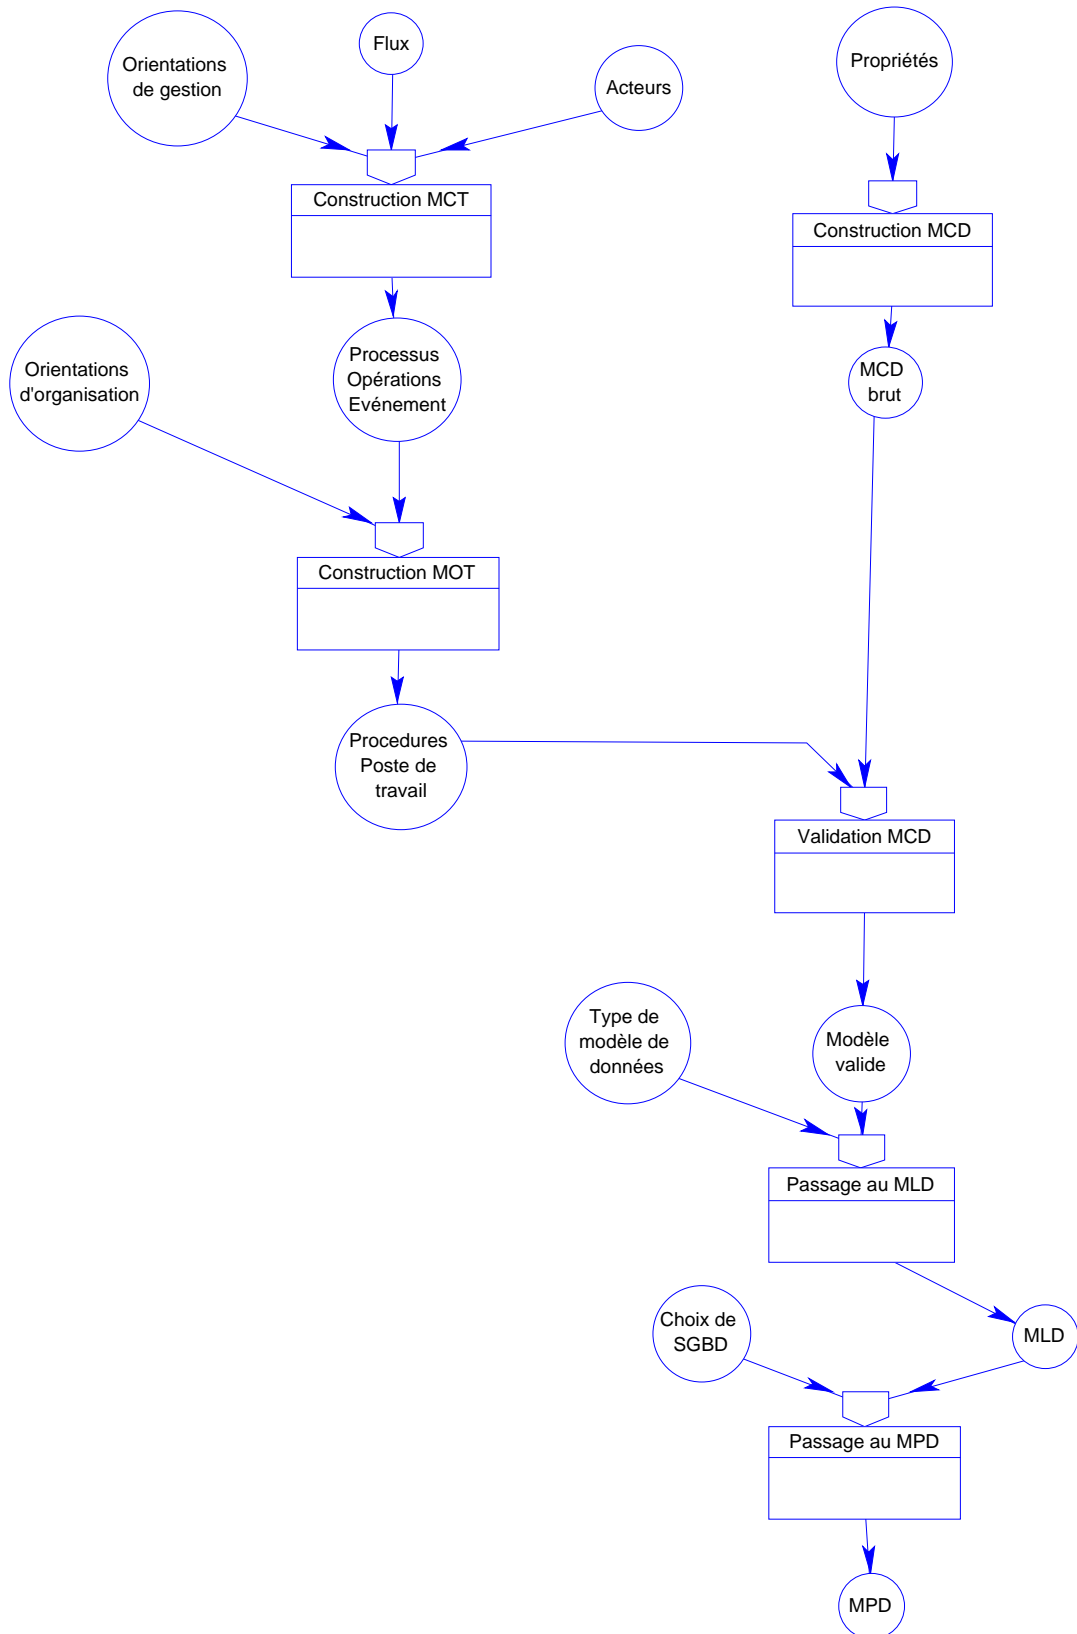 Flux
Orientations
de gestion
Acteurs
Propriétés
Construction MCT
Construction MCD
Processus
Opérations
Evénement
Orientations
d'organisation
MCD
brut
Construction MOT
Procedures
Poste de
travail
Validation MCD
Type de
modèle de
données
Modèle
valide
Passage au MLD
Choix de
SGBD
MLD
Passage au MPD
MPD